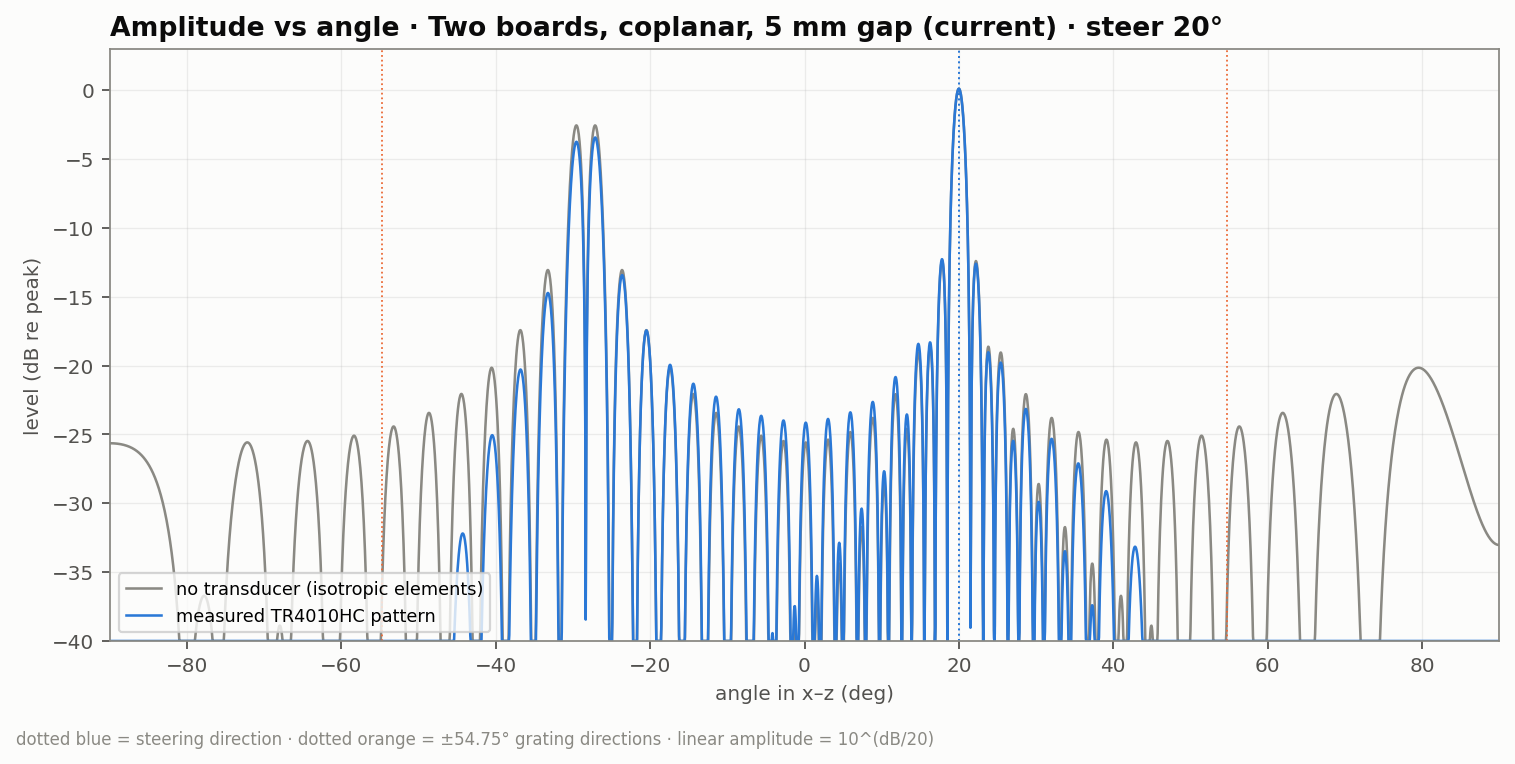 Amplitude vs angle · Two boards, coplanar, 5 mm gap (current) · steer 20°
level (dB re peak)
0
−5
−10
−15
−20
−25
−30
−35
−40
no transducer (isotropic elements)
measured TR4010HC pattern
−80 −60 −40 −20 0 20 40 60 80
angle in x–z (deg)
dotted blue = steering direction · dotted orange = ±54.75° grating directions · linear amplitude = 10^(dB/20)